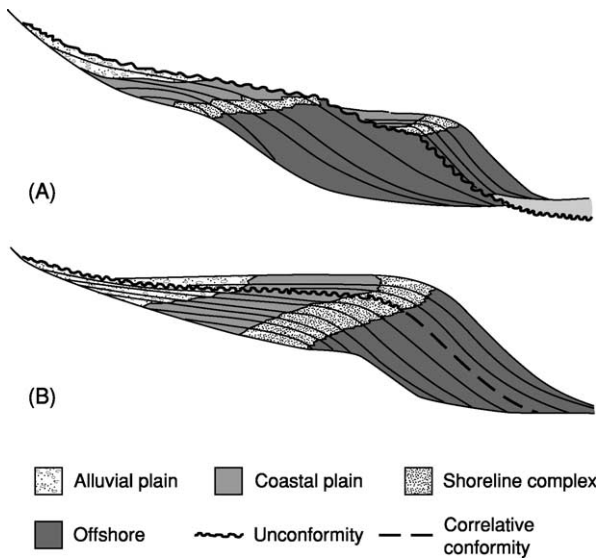 (A)
(B)
Alluvial plain
Coastal plain
Shoreline complex
Offshore
Unconformity
Correlative
conformity